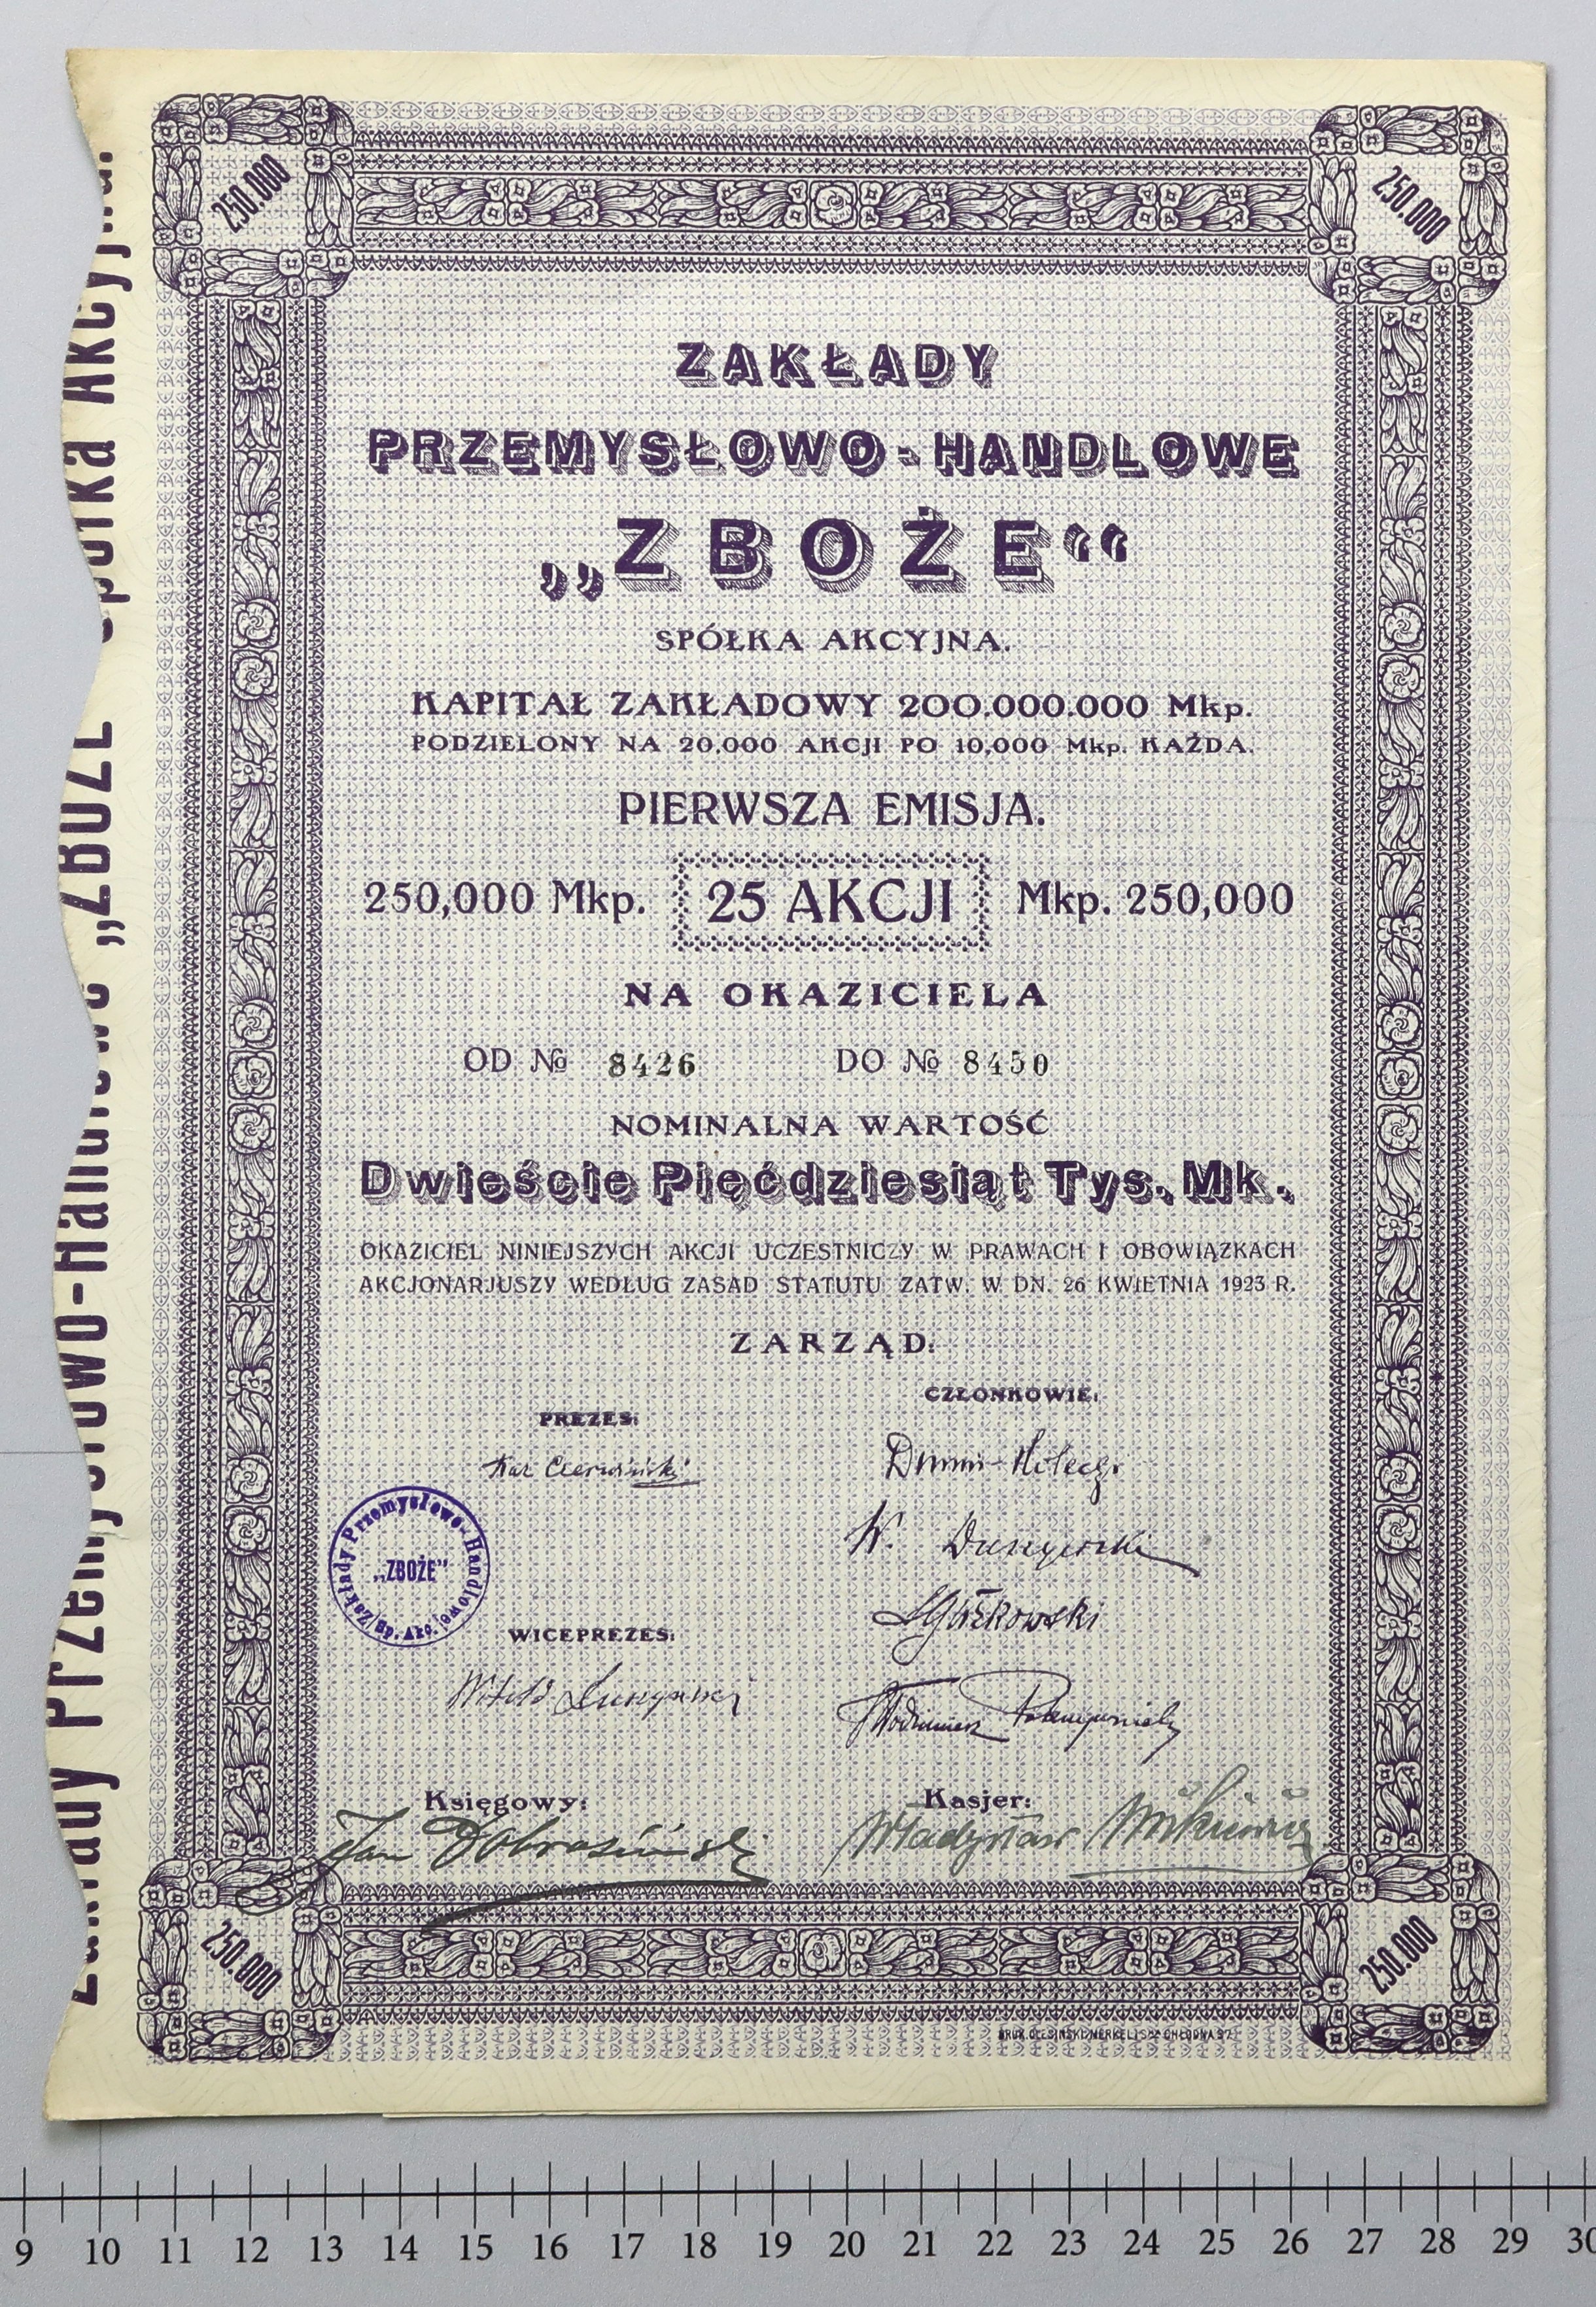 250.000
250.000
ZAKŁADY
PRZEMYSŁOWO-HANDLOWE
„ZBOŻE“
SPÓŁKA AKCYJNA.
KAPITAŁ ZAKŁADOWY 200.000.000 Mkp.
PODZIELONY NA 20.000 AKCJI PO 10,000 Mkp. KAŻDA.
PIERWSZA EMISJA.
250,000 Mkp. 25 AKCJI Mkp. 250,000
NA OKAZICIELA
OD № 8426 DO № 8450
NOMINALNA WARTOŚĆ
Dwieście Pięćdziesiąt Tys. Mk.
OKAZICIEL NINIEJSZYCH AKCJI UCZESTNICZY W PRAWACH I OBOWIĄZKACH
AKCJONARJUSZY WEDŁUG ZASAD STATUTU ZATW. W DN. 26 KWIETNIA 1923 R.
ZARZĄD:
CZŁONKOWIE:
PREZES:
Zakłady Przemysłowo-Handlowe
„ZBOŻE”
WICEPREZES:
Witold
Włodzimierz
Księgowy:
Kasjer:
Jan
Władysław
250.000
250.000
Zakłady Przemysłowo-Handlowe „ZBOŻE“ Spółka Akcyjna.
9 10 11 12 13 14 15 16 17 18 19 20 21 22 23 24 25 26 27 28 29 30